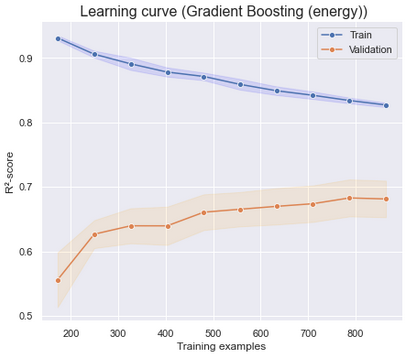 Learning curve (Gradient Boosting (energy))
Train
Validation
0.9
0.8
0.7
0.6
0.5
R²-score
200 300 400 500 600 700 800
Training examples